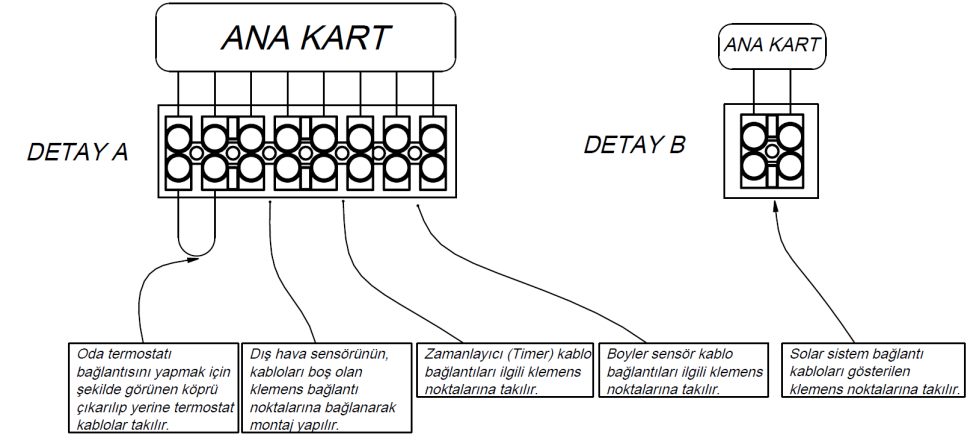 ANA KART
ANA KART
DETAY A
DETAY B
Oda termostatı
bağlantısını yapmak için
şekilde görünen köprü
çıkarılıp yerine termostat
kablolar takılır.
Dış hava sensörünün,
kabloları boş olan
klemens bağlantı
noktalarına bağlanarak
montaj yapılır.
Zamanlayıcı (Timer) kablo
bağlantıları ilgili klemens
noktalarına takılır.
Boyler sensör kablo
bağlantıları ilgili klemens
noktalarına takılır.
Solar sistem bağlantı
kabloları gösterilen
klemens noktalarına takılır.